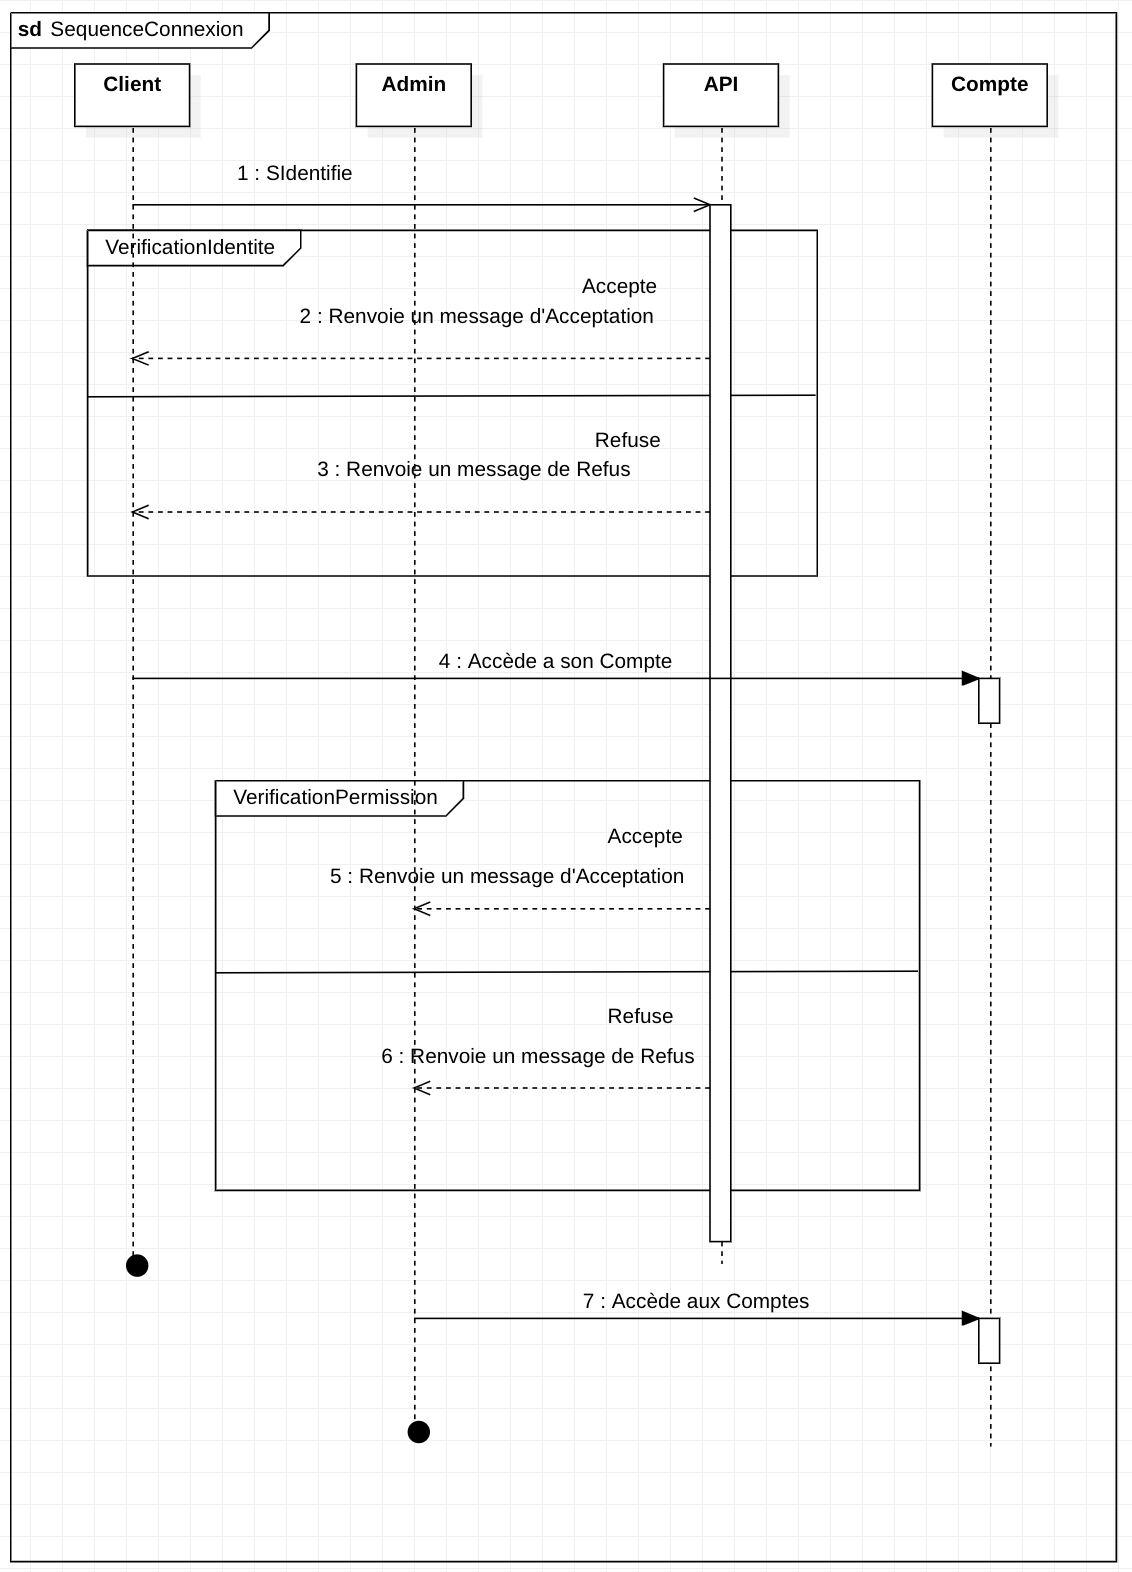 sd SequenceConnexion
Client
Admin
API
Compte
1 : SIdentifie
VerificationIdentite
Accepte
2 : Renvoie un message d'Acceptation
Refuse
3 : Renvoie un message de Refus
4 : Accède a son Compte
VerificationPermission
Accepte
5 : Renvoie un message d'Acceptation
Refuse
6 : Renvoie un message de Refus
7 : Accède aux Comptes